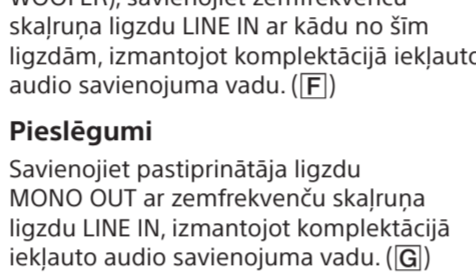 WOOFER), savienojiet zemfrekvenču
skaļruņa ligzdu LINE IN ar kādu no šīm
ligzdām, izmantojot komplektācijā iekļauto
audio savienojuma vadu. (F)
Pieslēgumi
Savienojiet pastiprinātāja ligzdu
MONO OUT ar zemfrekvenču skaļruņa
ligzdu LINE IN, izmantojot komplektācijā
iekļauto audio savienojuma vadu. (G)